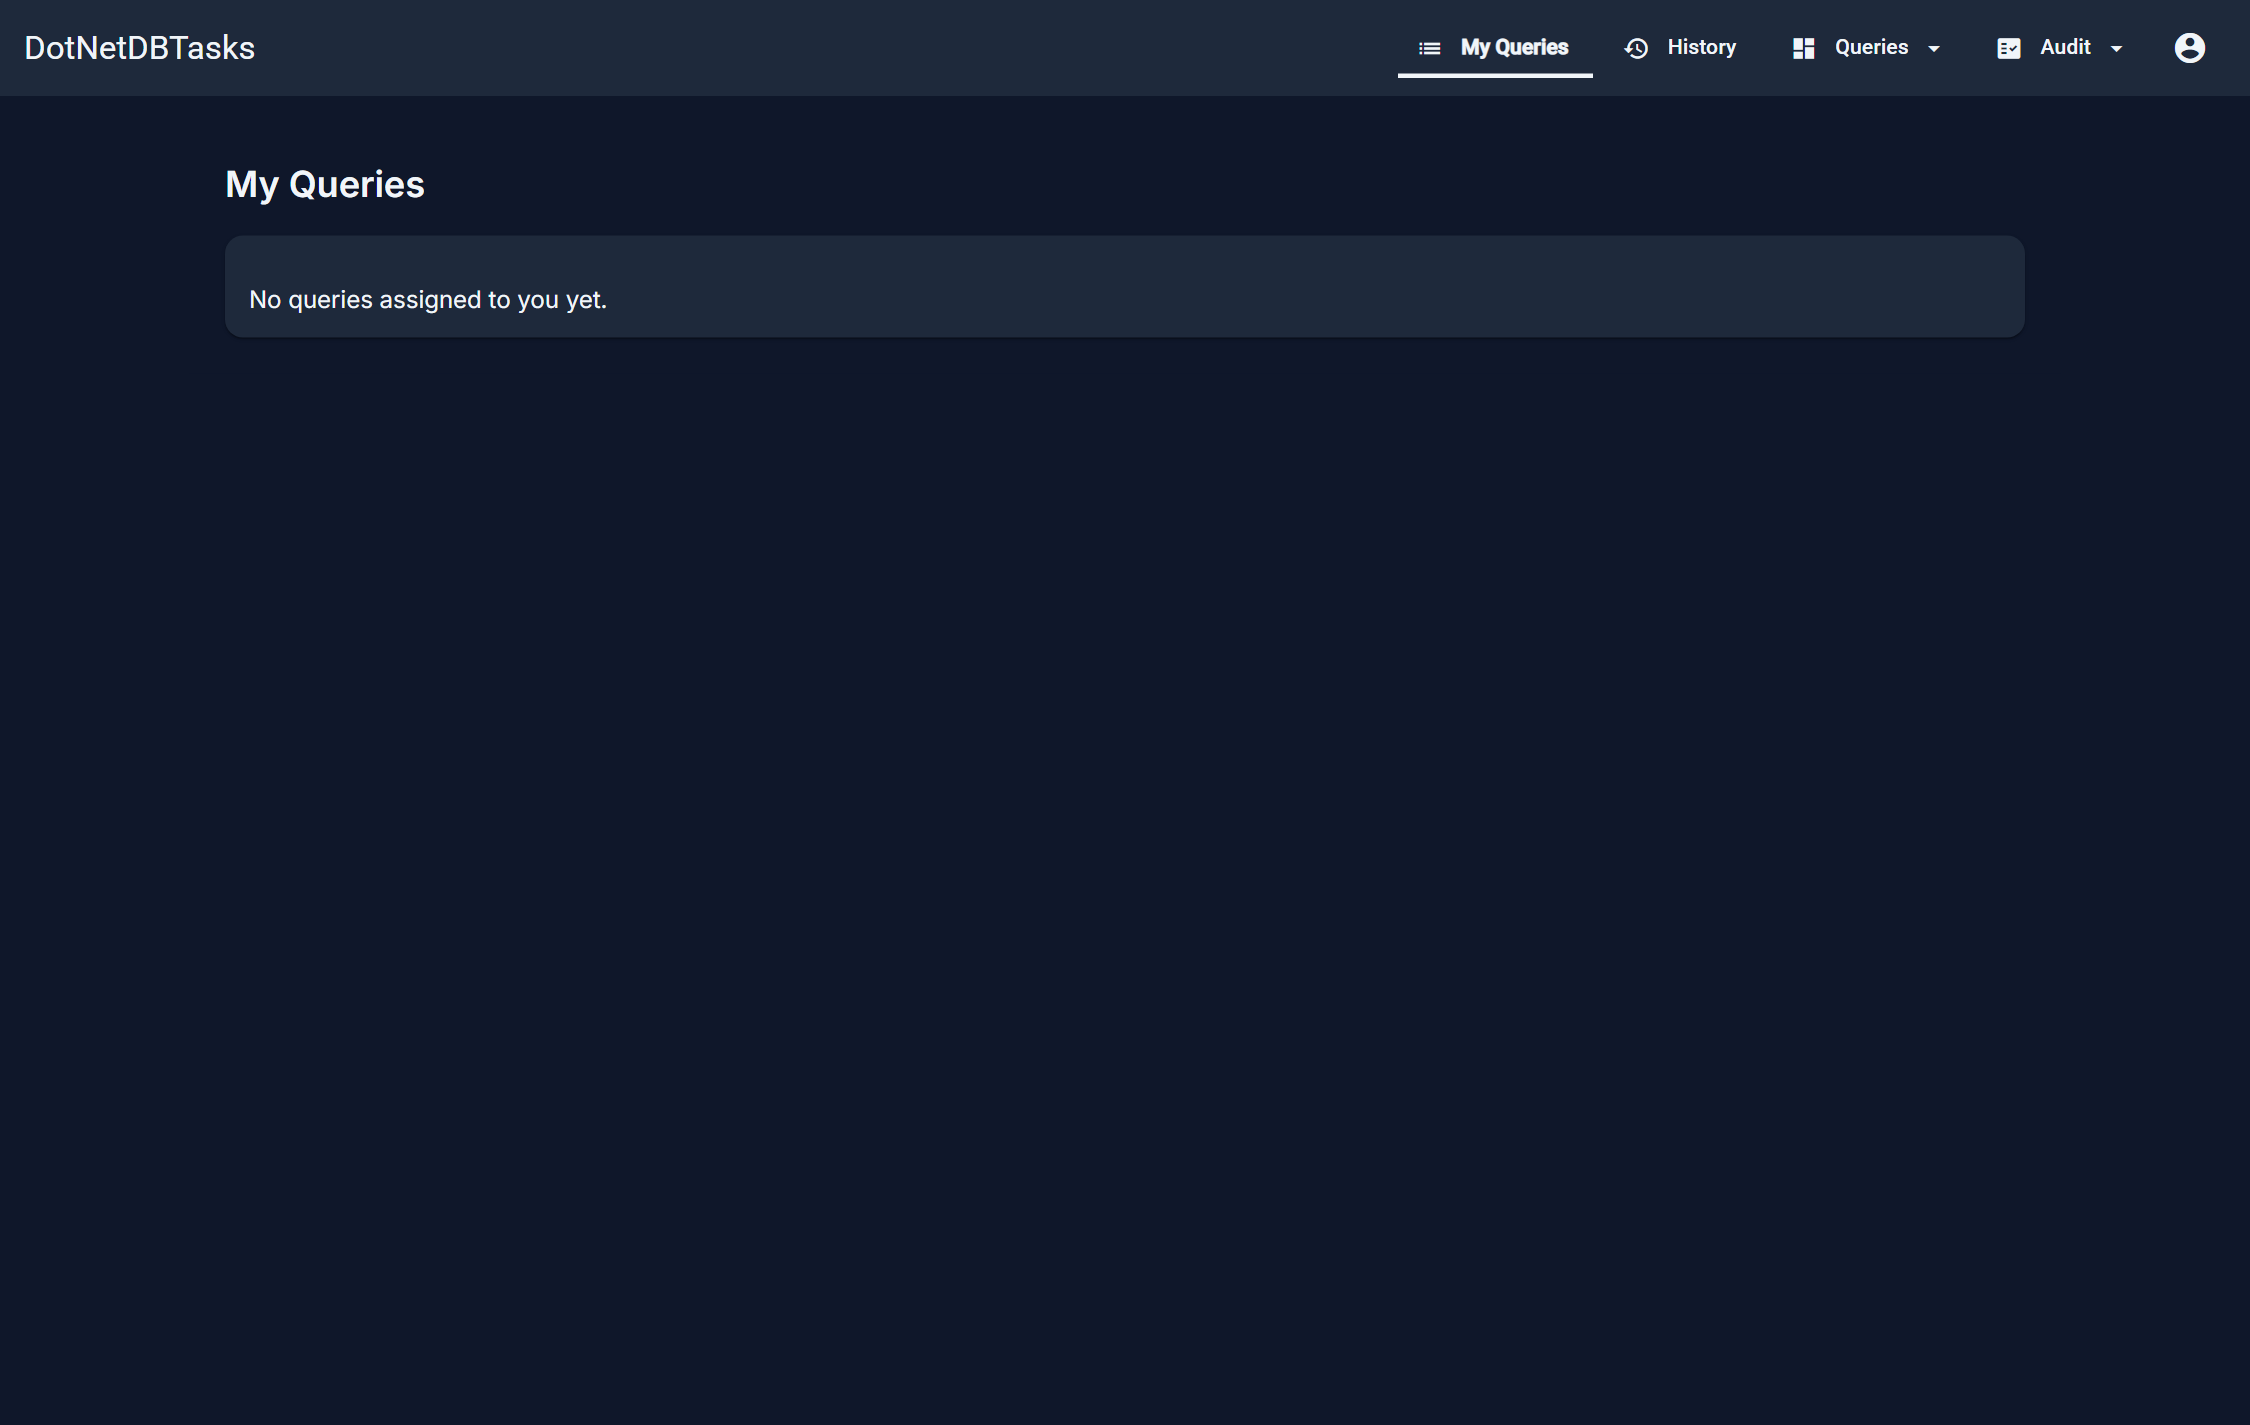 DotNetDBTasks
My Queries
History
Queries
Audit
My Queries
No queries assigned to you yet.